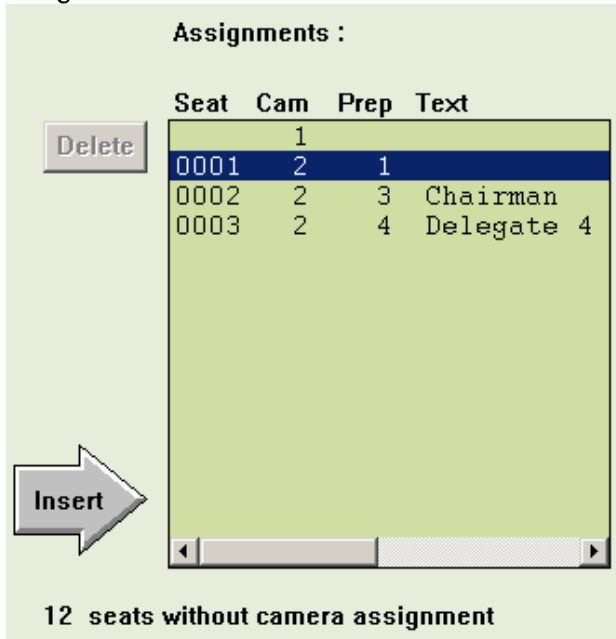 Assignments :
Seat Cam Prep Text
Delete
1
0001 2 1
0002 2 3 Chairman
0003 2 4 Delegate 4
Insert
12 seats without camera assignment